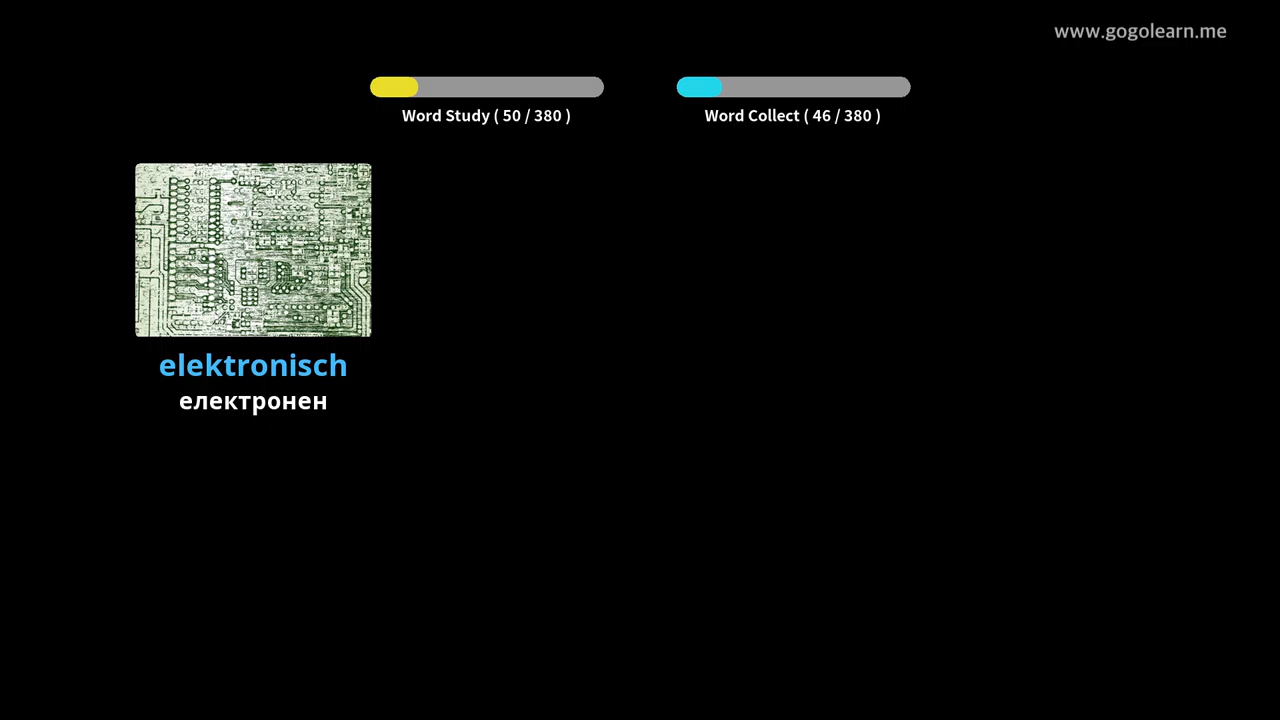 www.gogolearn.me
Word Study ( 50 / 380 )
Word Collect ( 46 / 380 )
elektronisch
електронен